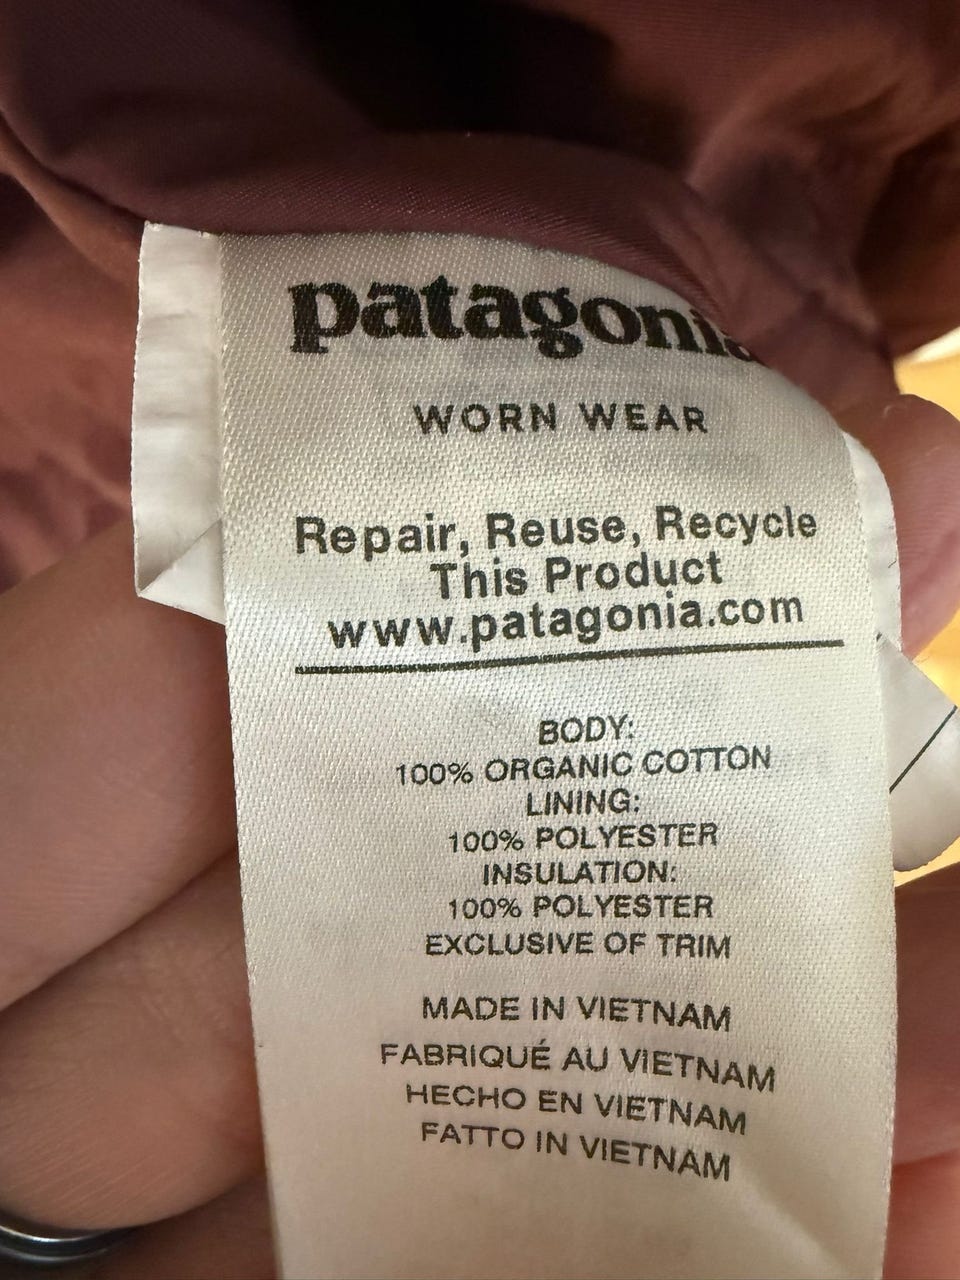 patagonia
WORN WEAR
Repair, Reuse, Recycle
This Product
www.patagonia.com
BODY:
100% ORGANIC COTTON
LINING:
100% POLYESTER
INSULATION:
100% POLYESTER
EXCLUSIVE OF TRIM
MADE IN VIETNAM
FABRIQUÉ AU VIETNAM
HECHO EN VIETNAM
FATTO IN VIETNAM